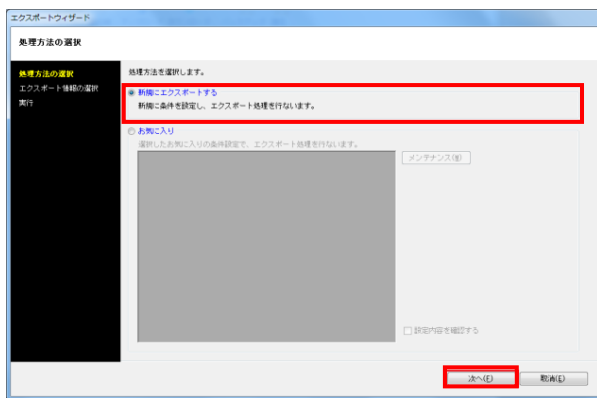 エクスポートウィザード
処理方法の選択
処理方法の選択
エクスポート情報の選択
実行
処理方法を選択します。
新規にエクスポートする
新規に条件を設定し、エクスポート処理を行ないます。
お気に入り
選択したお気に入りの条件設定で、エクスポート処理を行ないます。
メンテナンス(M)
設定内容を確認する
次へ(F)
取消(E)